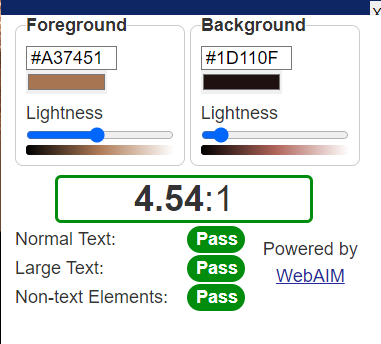 Foreground
#A37451
Lightness
Background
#1D110F
Lightness
4.54:1
Normal Text: Pass
Large Text: Pass
Non-text Elements: Pass
Powered by
WebAIM